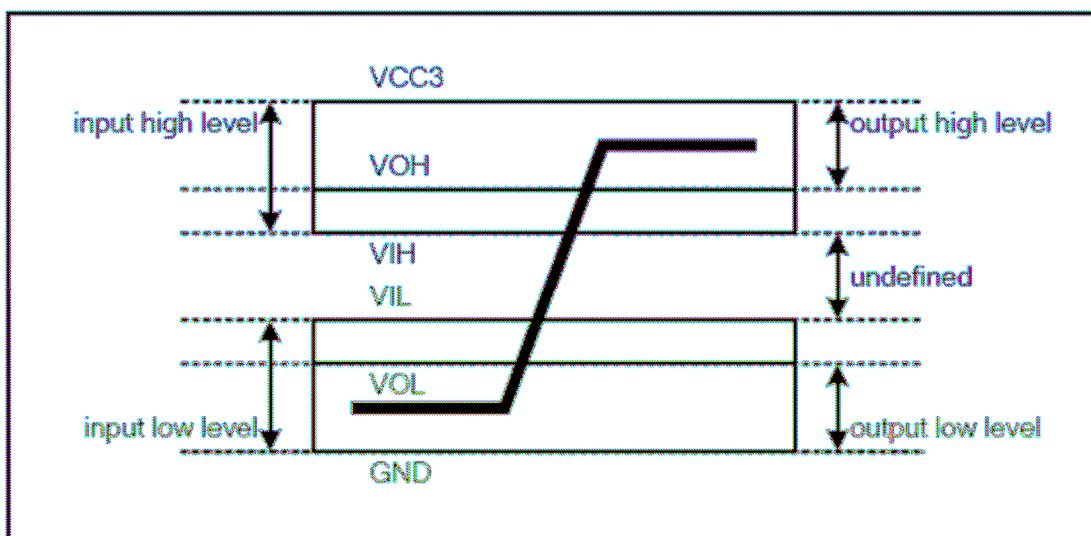 VCC3
input high level
output high level
VOH
VIH
undefined
VIL
VOL
input low level
output low level
GND